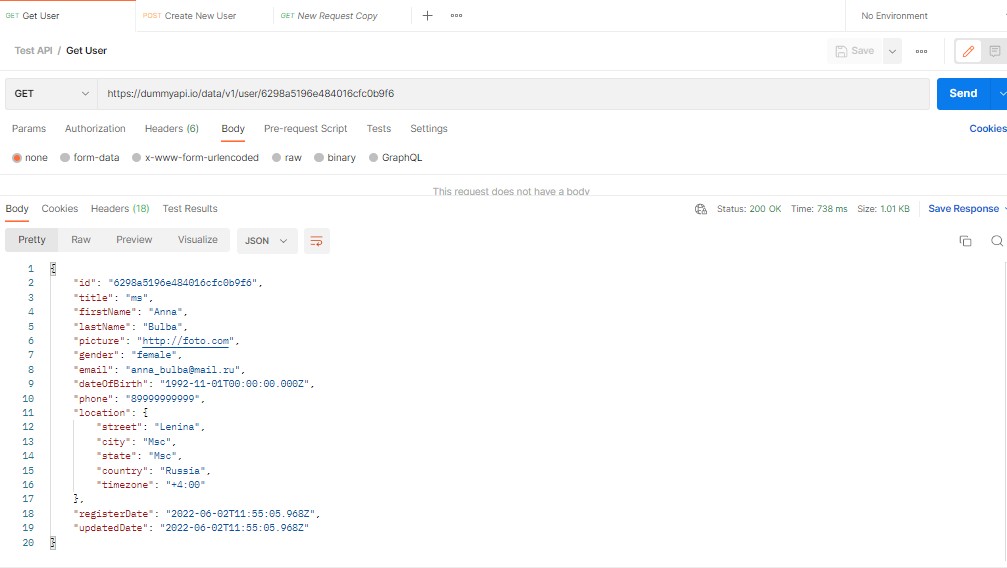 GET Get User POST Create New User GET New Request Copy No Environment
Test API / Get User Save
GET https://dummyapi.io/data/v1/user/6298a5196e484016cfc0b9f6 Send
Params Authorization Headers (6) Body Pre-request Script Tests Settings Cookies
none form-data x-www-form-urlencoded raw binary GraphQL
This request does not have a body
Body Cookies Headers (18) Test Results Status: 200 OK Time: 738 ms Size: 1.01 KB Save Response
Pretty Raw Preview Visualize JSON
1 {
2 "id": "6298a5196e484016cfc0b9f6",
3 "title": "ms",
4 "firstName": "Anna",
5 "lastName": "Bulba",
6 "picture": "http://foto.com",
7 "gender": "female",
8 "email": "anna_bulba@mail.ru",
9 "dateOfBirth": "1992-11-01T00:00:00.000Z",
10 "phone": "89999999999",
11 "location": {
12 "street": "Lenina",
13 "city": "Msc",
14 "state": "Msc",
15 "country": "Russia",
16 "timezone": "+4:00"
17 },
18 "registerDate": "2022-06-02T11:55:05.968Z",
19 "updatedDate": "2022-06-02T11:55:05.968Z"
20 }